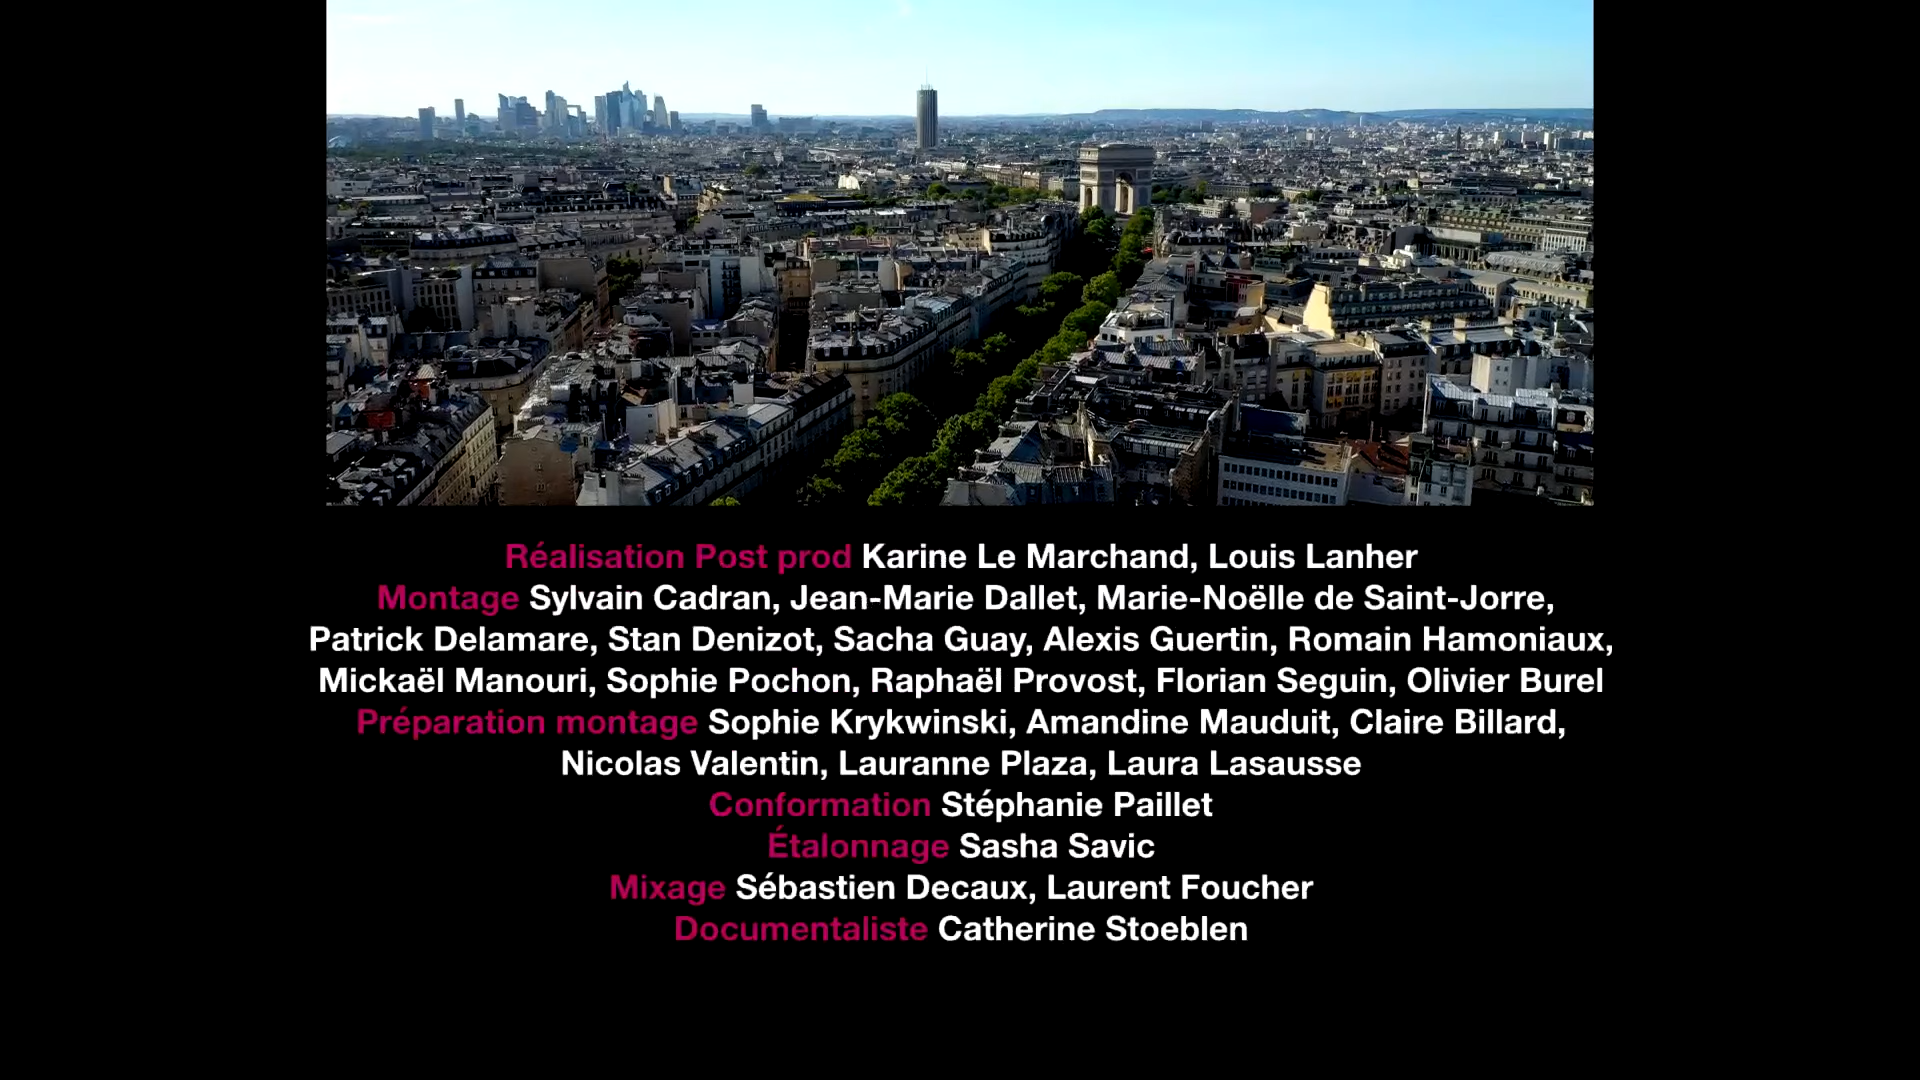 Réalisation Post prod Karine Le Marchand, Louis Lanher
Montage Sylvain Cadran, Jean-Marie Dallet, Marie-Noëlle de Saint-Jorre,
Patrick Delamare, Stan Denizot, Sacha Guay, Alexis Guertin, Romain Hamoniaux,
Mickaël Manouri, Sophie Pochon, Raphaël Provost, Florian Seguin, Olivier Burel
Préparation montage Sophie Krykwinski, Amandine Mauduit, Claire Billard,
Nicolas Valentin, Lauranne Plaza, Laura Lasausse
Conformation Stéphanie Paillet
Étalonnage Sasha Savic
Mixage Sébastien Decaux, Laurent Foucher
Documentaliste Catherine Stoeblen